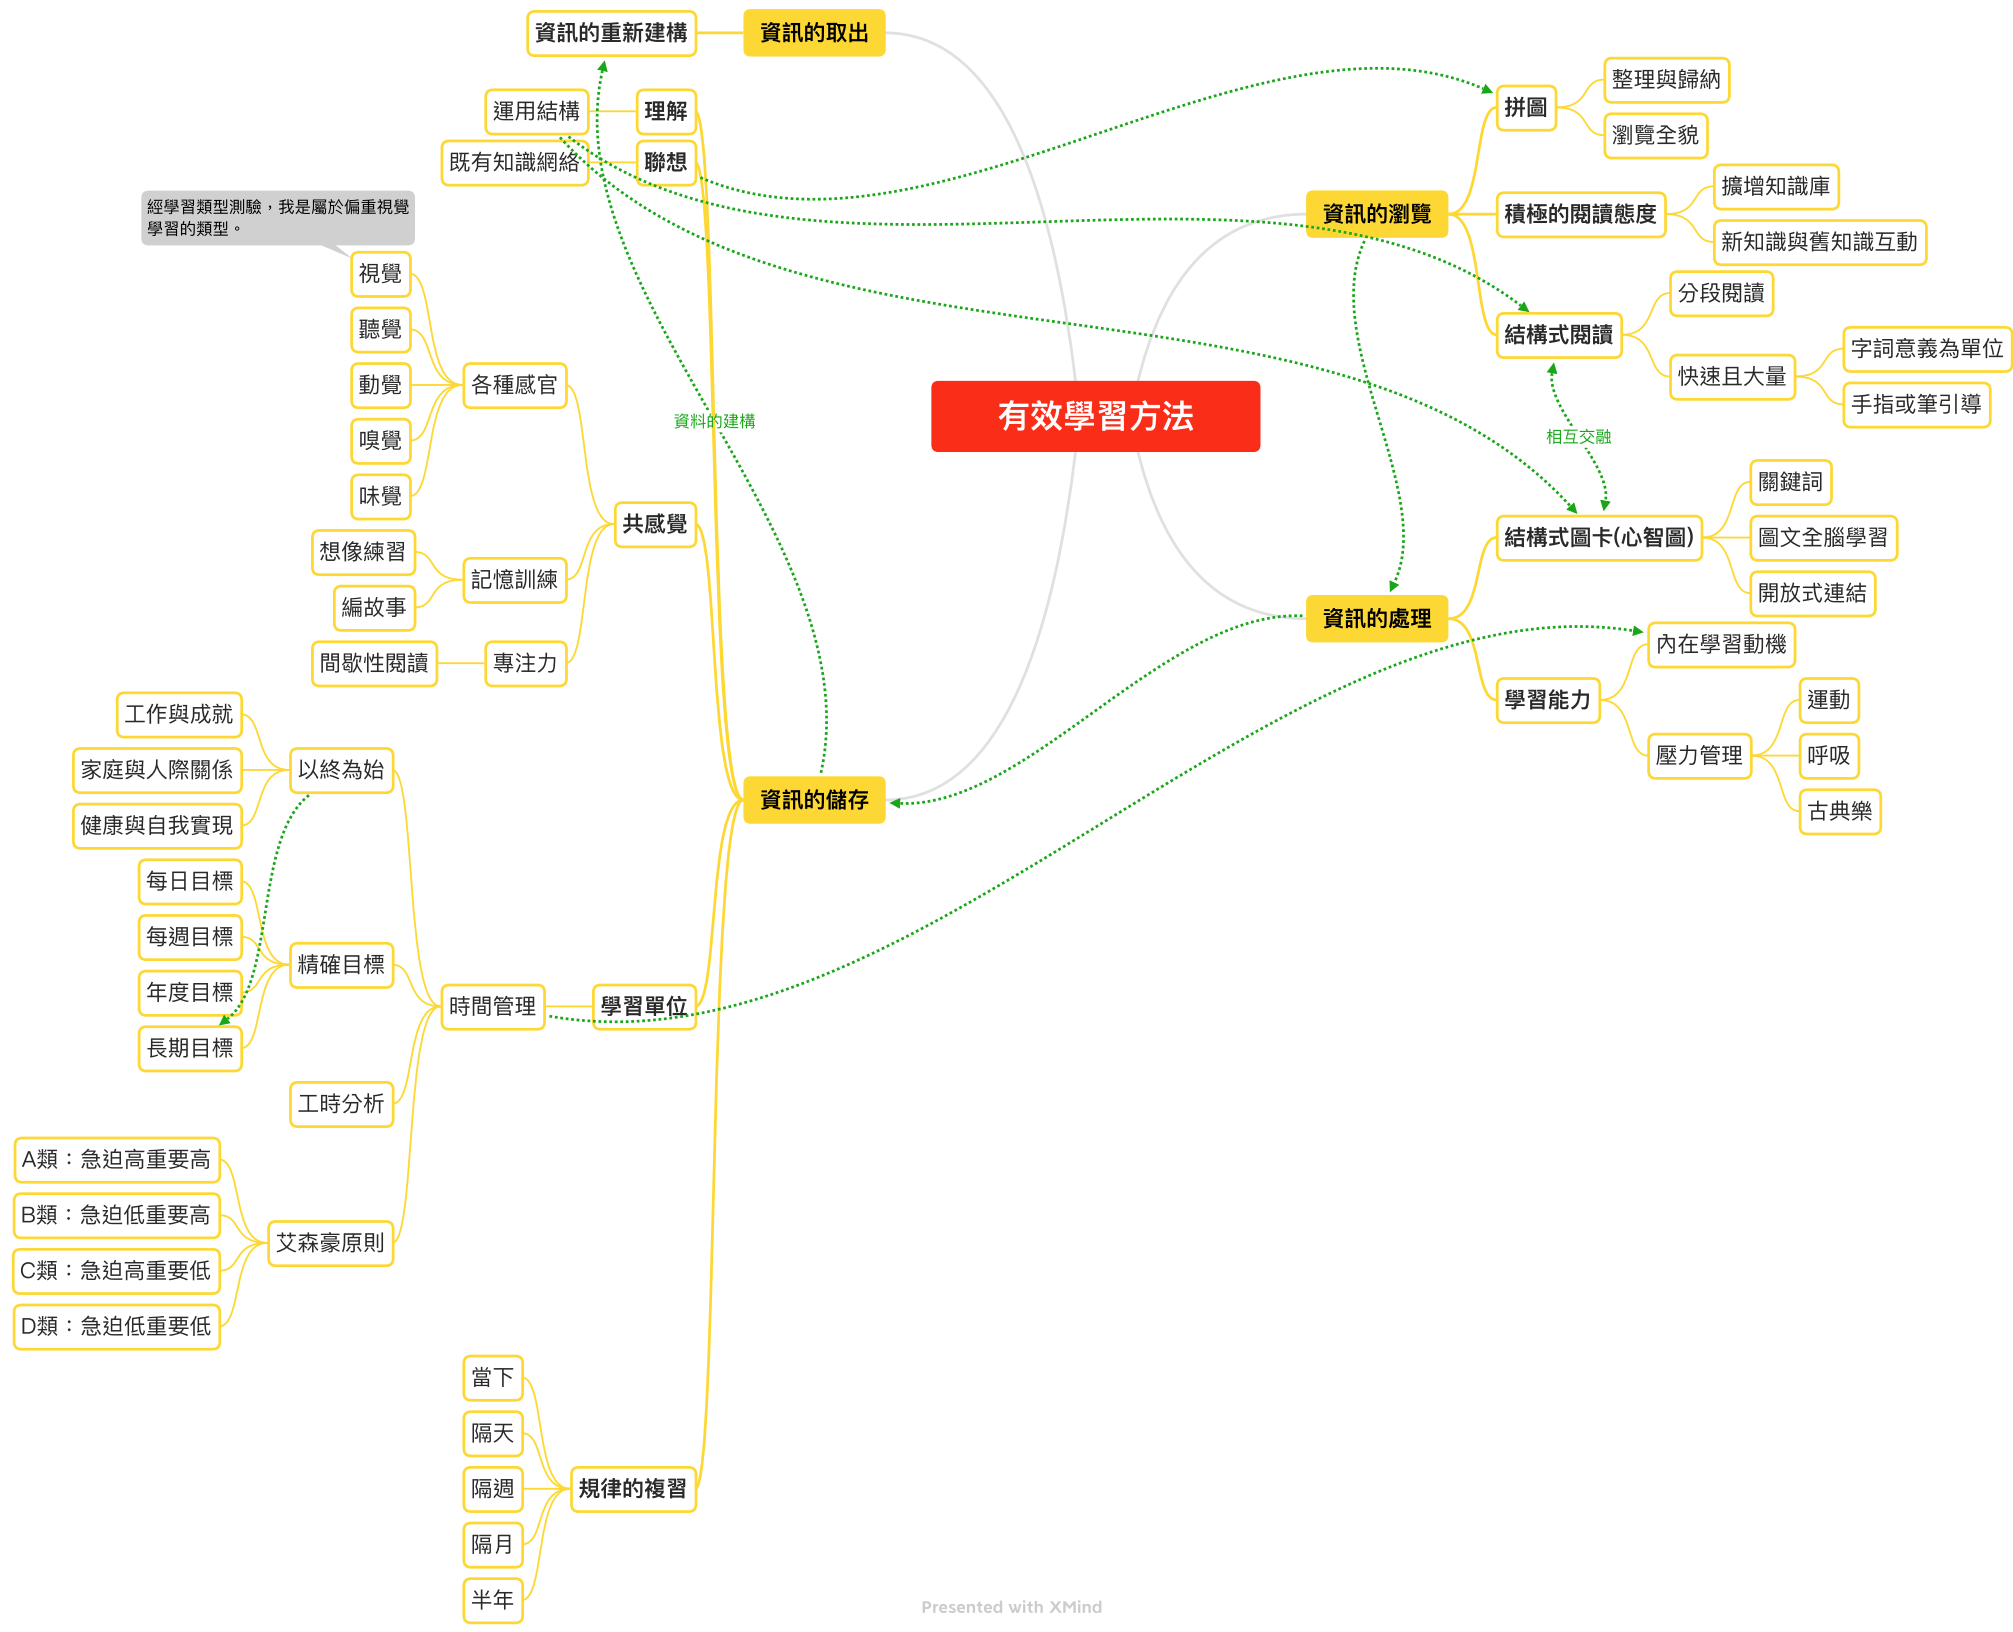 有效學習方法
資訊的瀏覽
拼圖
整理與歸納
瀏覽全貌
積極的閱讀態度
擴增知識庫
新知識與舊知識互動
結構式閱讀
分段閱讀
快速且大量
字詞意義為單位
手指或筆引導
相互交融
資訊的處理
結構式圖卡(心智圖)
關鍵詞
圖文全腦學習
開放式連結
學習能力
內在學習動機
壓力管理
運動
呼吸
古典樂
資訊的取出
資訊的重新建構
資料的建構
資訊的儲存
理解
運用結構
聯想
既有知識網絡
共感覺
各種感官
經學習類型測驗，我是屬於偏重視覺
學習的類型。
視覺
聽覺
動覺
嗅覺
味覺
記憶訓練
想像練習
編故事
專注力
間歇性閱讀
學習單位
時間管理
以終為始
工作與成就
家庭與人際關係
健康與自我實現
精確目標
每日目標
每週目標
年度目標
長期目標
工時分析
艾森豪原則
A類：急迫高重要高
B類：急迫低重要高
C類：急迫高重要低
D類：急迫低重要低
規律的複習
當下
隔天
隔週
隔月
半年
Presented with XMind